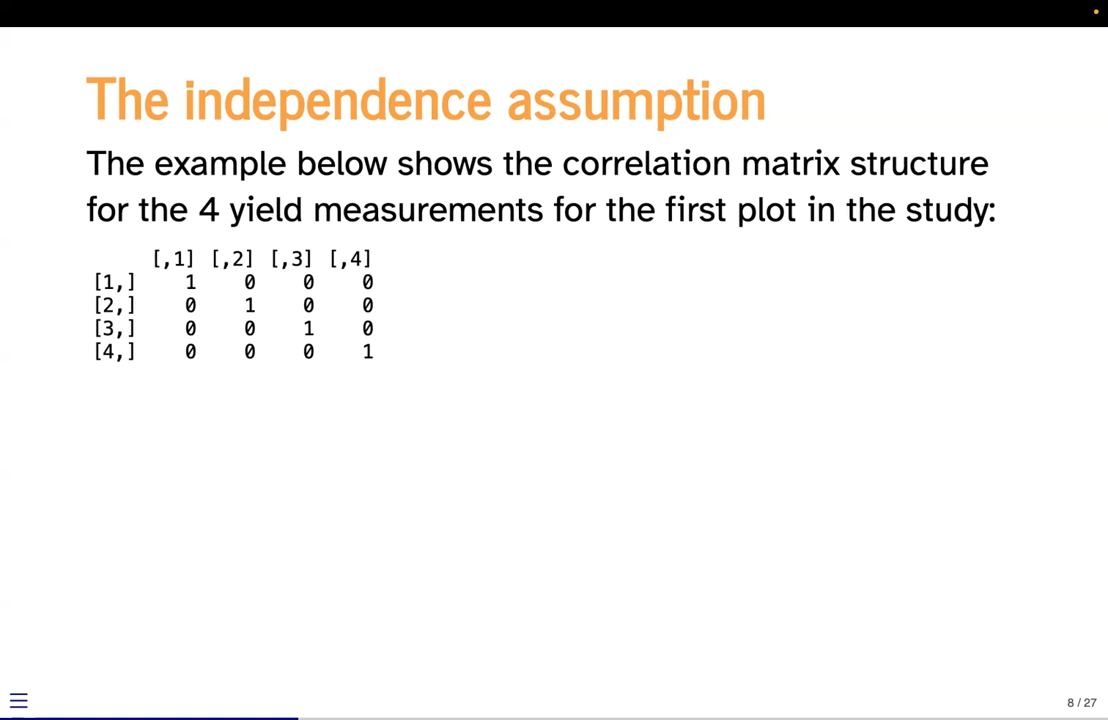 The independence assumption
The example below shows the correlation matrix structure
for the 4 yield measurements for the first plot in the study:
[,1] [,2] [,3] [,4]
[1,] 1 0 0 0
[2,] 0 1 0 0
[3,] 0 0 1 0
[4,] 0 0 0 1
8 / 27